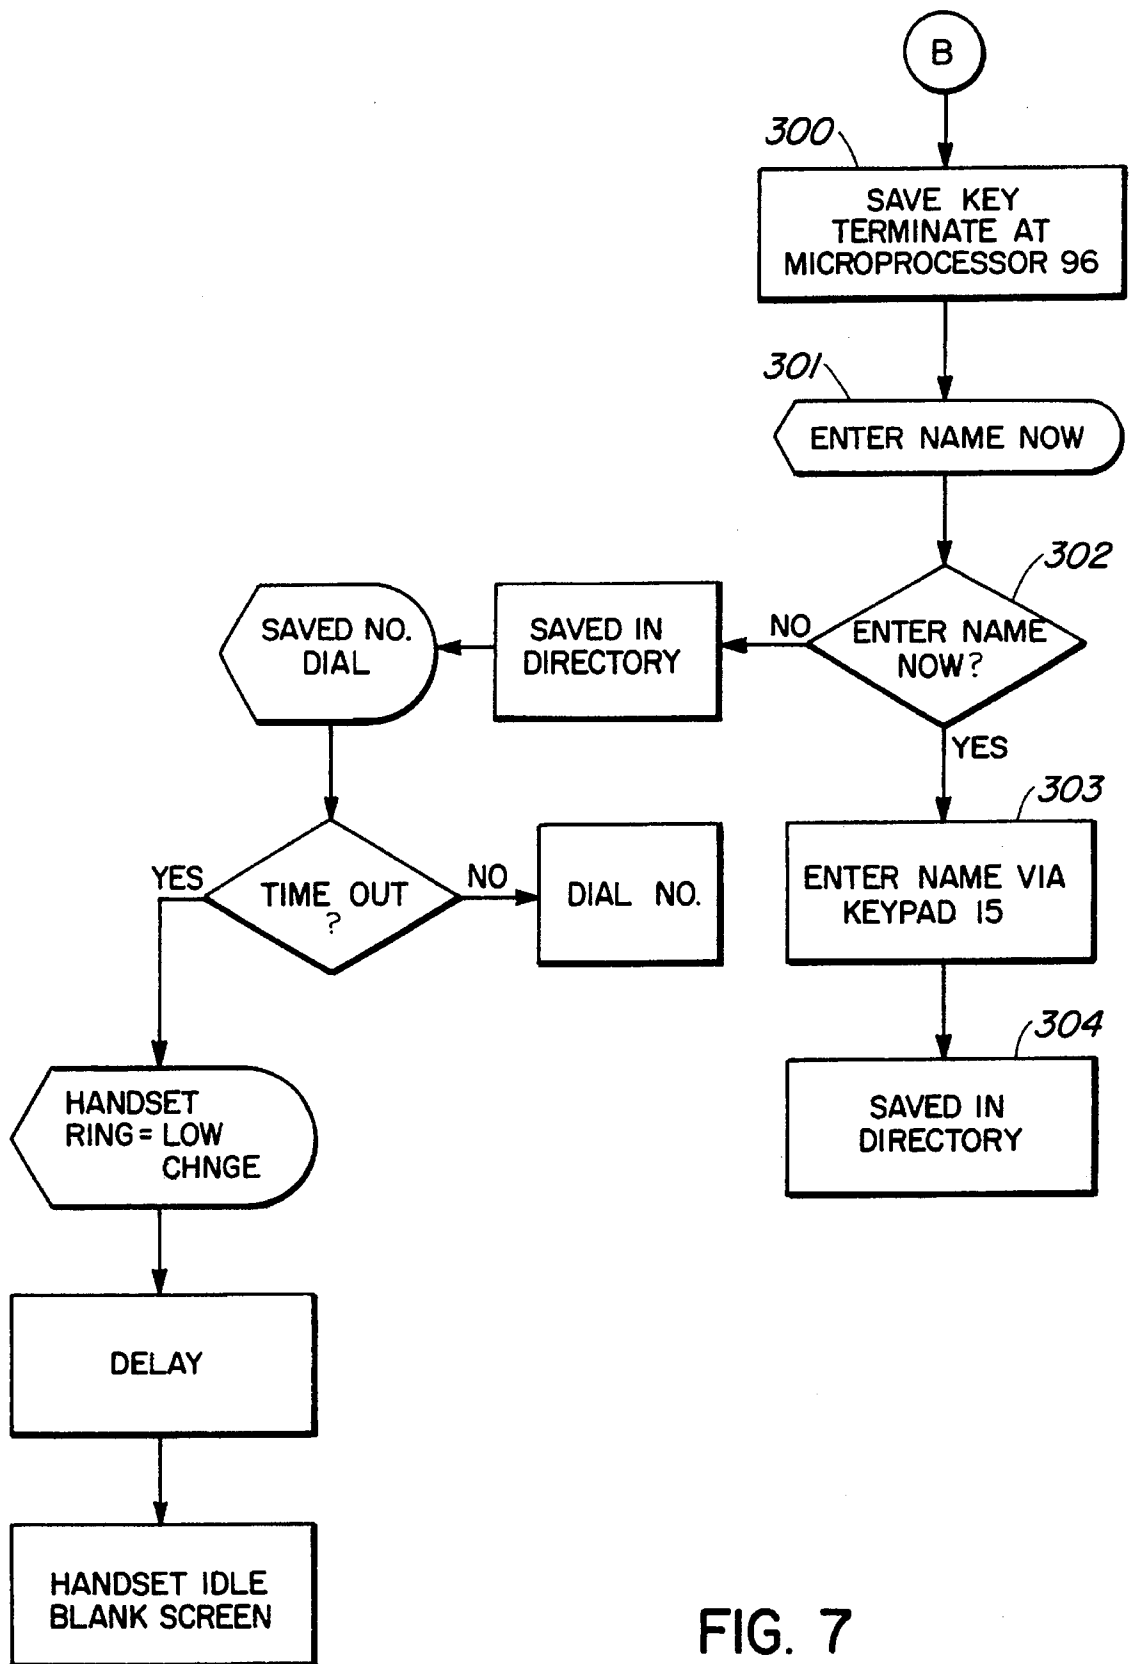 B
300
SAVE KEY
TERMINATE AT
MICROPROCESSOR 96
301
ENTER NAME NOW
302
ENTER NAME
NOW?
NO
YES
SAVED IN
DIRECTORY
SAVED NO.
DIAL
TIME OUT
?
YES
NO
DIAL NO.
303
ENTER NAME VIA
KEYPAD 15
304
SAVED IN
DIRECTORY
HANDSET
RING = LOW
CHNGE
DELAY
HANDSET IDLE
BLANK SCREEN
FIG. 7